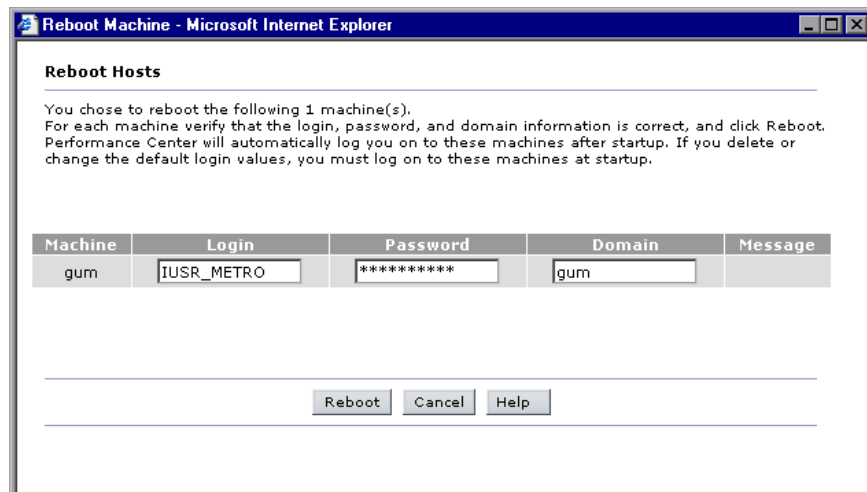 Reboot Machine - Microsoft Internet Explorer
Reboot Hosts
You chose to reboot the following 1 machine(s).
For each machine verify that the login, password, and domain information is correct, and click Reboot.
Performance Center will automatically log you on to these machines after startup. If you delete or
change the default login values, you must log on to these machines at startup.
Machine Login Password Domain Message
gum IUSR_METRO ********** gum
Reboot Cancel Help